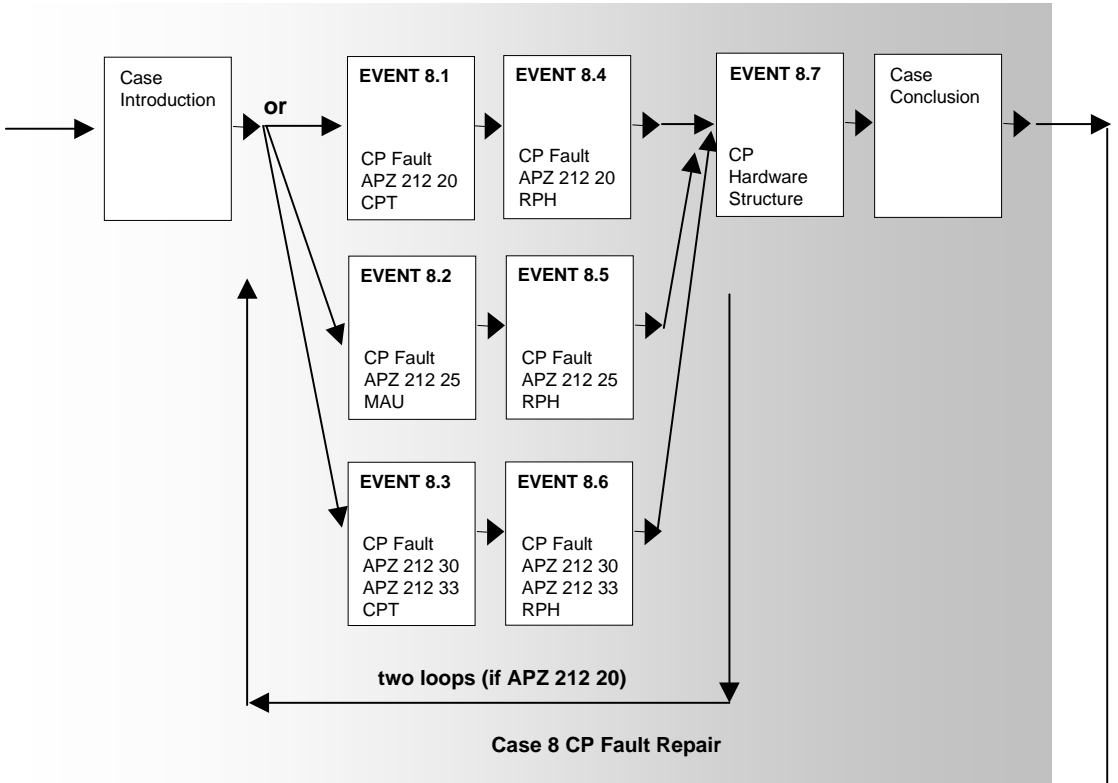 Case
Introduction
or
EVENT 8.1
CP Fault
APZ 212 20
CPT
EVENT 8.4
CP Fault
APZ 212 20
RPH
EVENT 8.7
CP
Hardware
Structure
Case
Conclusion
EVENT 8.2
CP Fault
APZ 212 25
MAU
EVENT 8.5
CP Fault
APZ 212 25
RPH
EVENT 8.3
CP Fault
APZ 212 30
APZ 212 33
CPT
EVENT 8.6
CP Fault
APZ 212 30
APZ 212 33
RPH
two loops (if APZ 212 20)
Case 8 CP Fault Repair